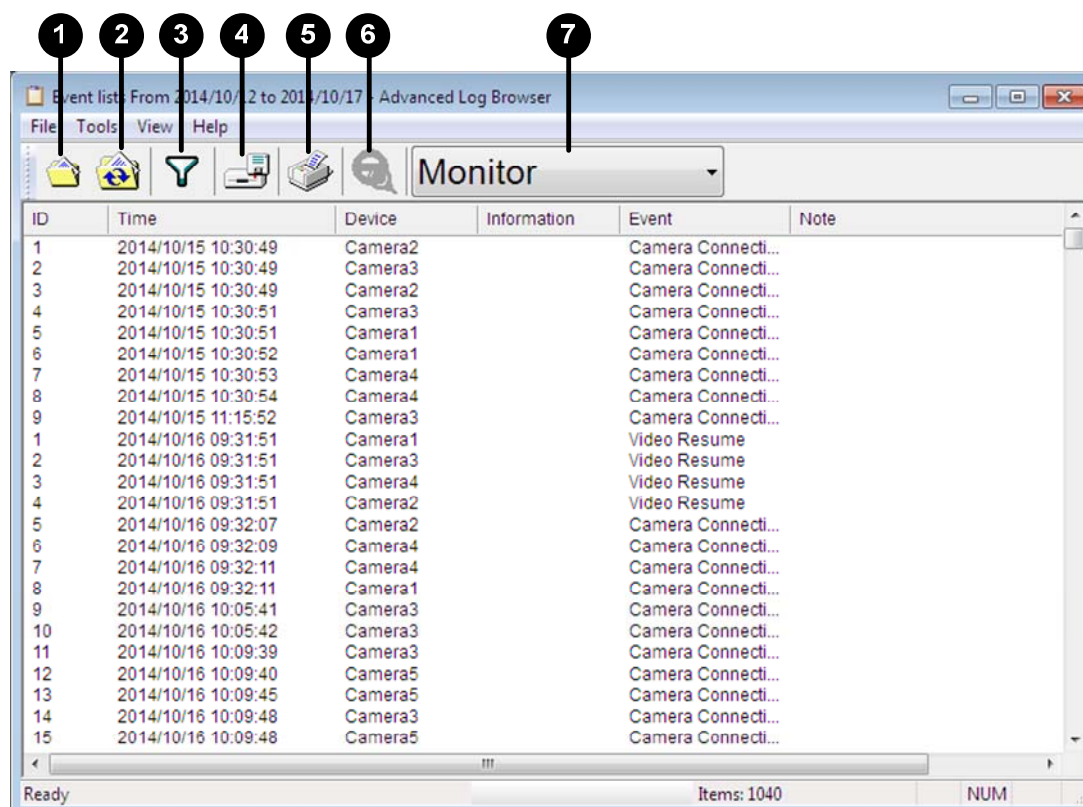 1 2 3 4 5 6 7
Event lists From 2014/10/12 to 2014/10/17 - Advanced Log Browser
File Tools View Help
Monitor
ID Time Device Information Event Note
1 2014/10/15 10:30:49 Camera2 Camera Connecti...
2 2014/10/15 10:30:49 Camera3 Camera Connecti...
3 2014/10/15 10:30:49 Camera2 Camera Connecti...
4 2014/10/15 10:30:51 Camera3 Camera Connecti...
5 2014/10/15 10:30:51 Camera1 Camera Connecti...
6 2014/10/15 10:30:52 Camera1 Camera Connecti...
7 2014/10/15 10:30:53 Camera4 Camera Connecti...
8 2014/10/15 10:30:54 Camera4 Camera Connecti...
9 2014/10/15 11:15:52 Camera3 Camera Connecti...
1 2014/10/16 09:31:51 Camera1 Video Resume
2 2014/10/16 09:31:51 Camera3 Video Resume
3 2014/10/16 09:31:51 Camera4 Video Resume
4 2014/10/16 09:31:51 Camera2 Video Resume
5 2014/10/16 09:32:07 Camera2 Camera Connecti...
6 2014/10/16 09:32:09 Camera4 Camera Connecti...
7 2014/10/16 09:32:11 Camera4 Camera Connecti...
8 2014/10/16 09:32:11 Camera1 Camera Connecti...
9 2014/10/16 10:05:41 Camera3 Camera Connecti...
10 2014/10/16 10:05:42 Camera3 Camera Connecti...
11 2014/10/16 10:09:39 Camera3 Camera Connecti...
12 2014/10/16 10:09:40 Camera5 Camera Connecti...
13 2014/10/16 10:09:45 Camera5 Camera Connecti...
14 2014/10/16 10:09:48 Camera3 Camera Connecti...
15 2014/10/16 10:09:48 Camera5 Camera Connecti...
Ready Items: 1040 NUM